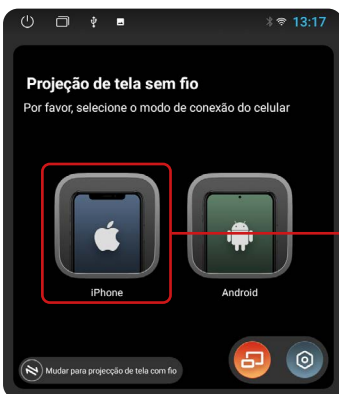 13:17
Projeção de tela sem fio
Por favor, selecione o modo de conexão do celular
iPhone
Android
Mudar para projecção de tela com fio